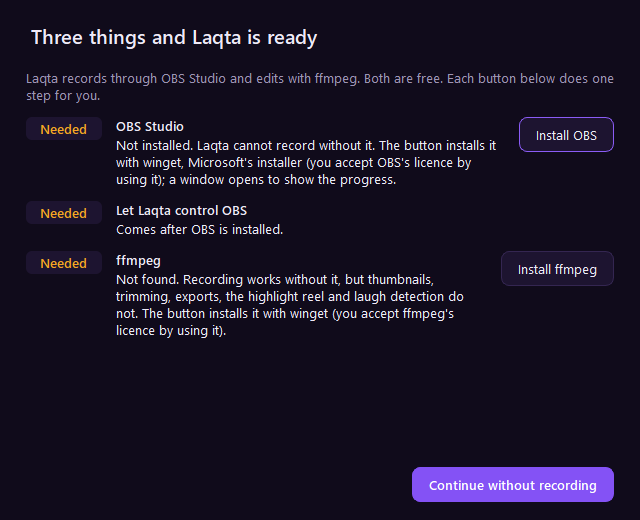 Three things and Laqta is ready
Laqta records through OBS Studio and edits with ffmpeg. Both are free. Each button below does one
step for you.
Needed
OBS Studio
Not installed. Laqta cannot record without it. The button installs it
with winget, Microsoft's installer (you accept OBS's licence by
using it); a window opens to show the progress.
Install OBS
Needed
Let Laqta control OBS
Comes after OBS is installed.
Needed
ffmpeg
Not found. Recording works without it, but thumbnails,
trimming, exports, the highlight reel and laugh detection do
not. The button installs it with winget (you accept ffmpeg's
licence by using it).
Install ffmpeg
Continue without recording